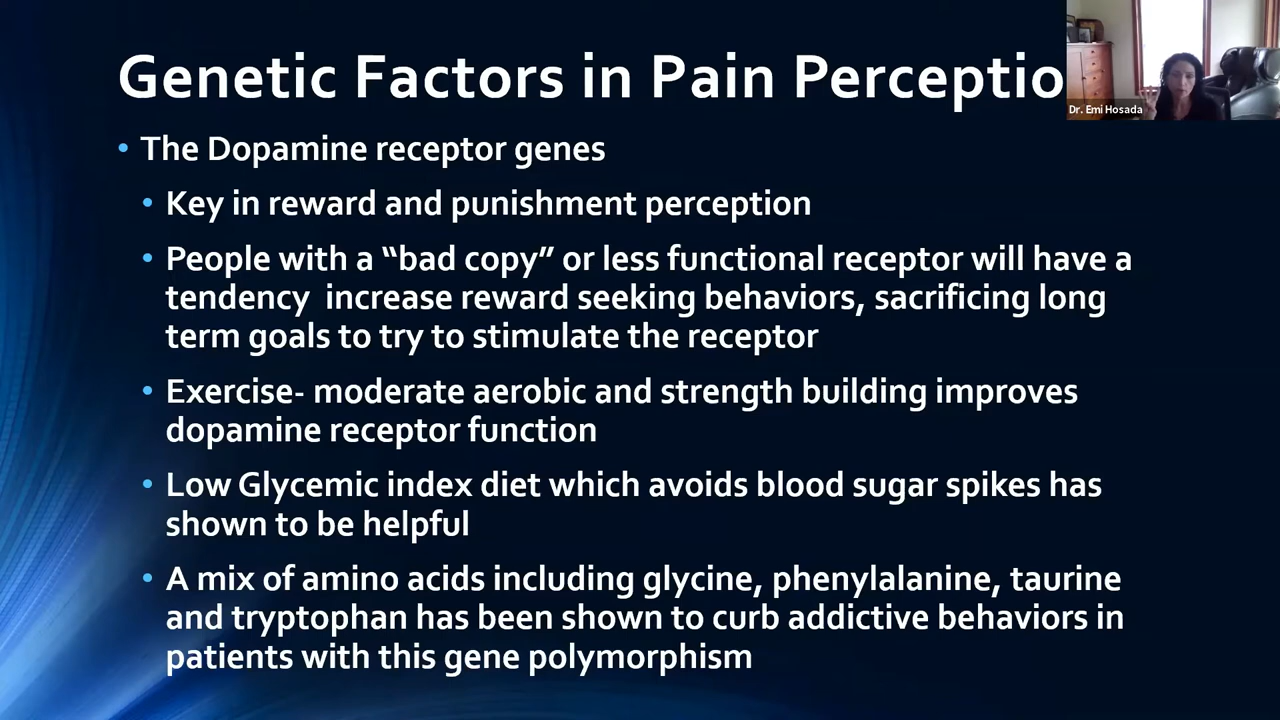 Genetic Factors in Pain Perceptio
Dr. Emi Hosada
• The Dopamine receptor genes
• Key in reward and punishment perception
• People with a “bad copy” or less functional receptor will have a
tendency  increase reward seeking behaviors, sacrificing long
term goals to try to stimulate the receptor
• Exercise- moderate aerobic and strength building improves
dopamine receptor function
• Low Glycemic index diet which avoids blood sugar spikes has
shown to be helpful
• A mix of amino acids including glycine, phenylalanine, taurine
and tryptophan has been shown to curb addictive behaviors in
patients with this gene polymorphism